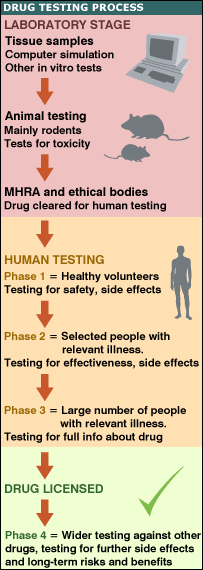 DRUG TESTING PROCESS
LABORATORY STAGE
Tissue samples
Computer simulation
Other in vitro tests
Animal testing
Mainly rodents
Tests for toxicity
MHRA and ethical bodies
Drug cleared for human testing
HUMAN TESTING
Phase 1 = Healthy volunteers
Testing for safety, side effects
Phase 2 = Selected people with
relevant illness.
Testing for effectiveness, side effects
Phase 3 = Large number of people
with relevant illness.
Testing for full info about drug
DRUG LICENSED
Phase 4 = Wider testing against other
drugs, testing for further side effects
and long-term risks and benefits